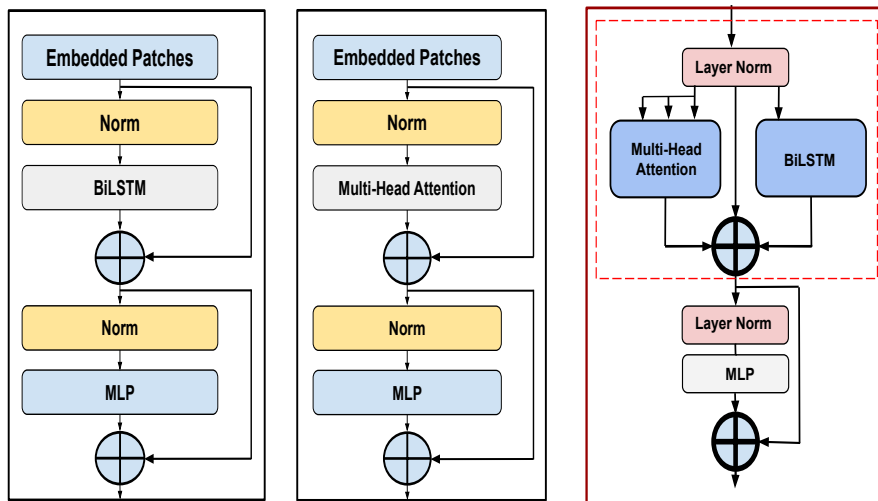 Embedded Patches
Norm
BiLSTM
Norm
MLP
Embedded Patches
Norm
Multi-Head Attention
Norm
MLP
Layer Norm
Multi-Head
Attention
BiLSTM
Layer Norm
MLP